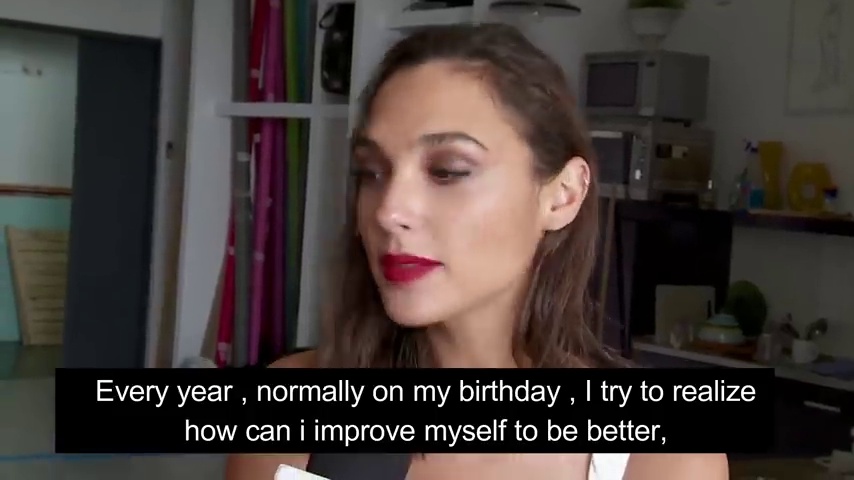 Every year , normally on my birthday , I try to realize
how can i improve myself to be better,